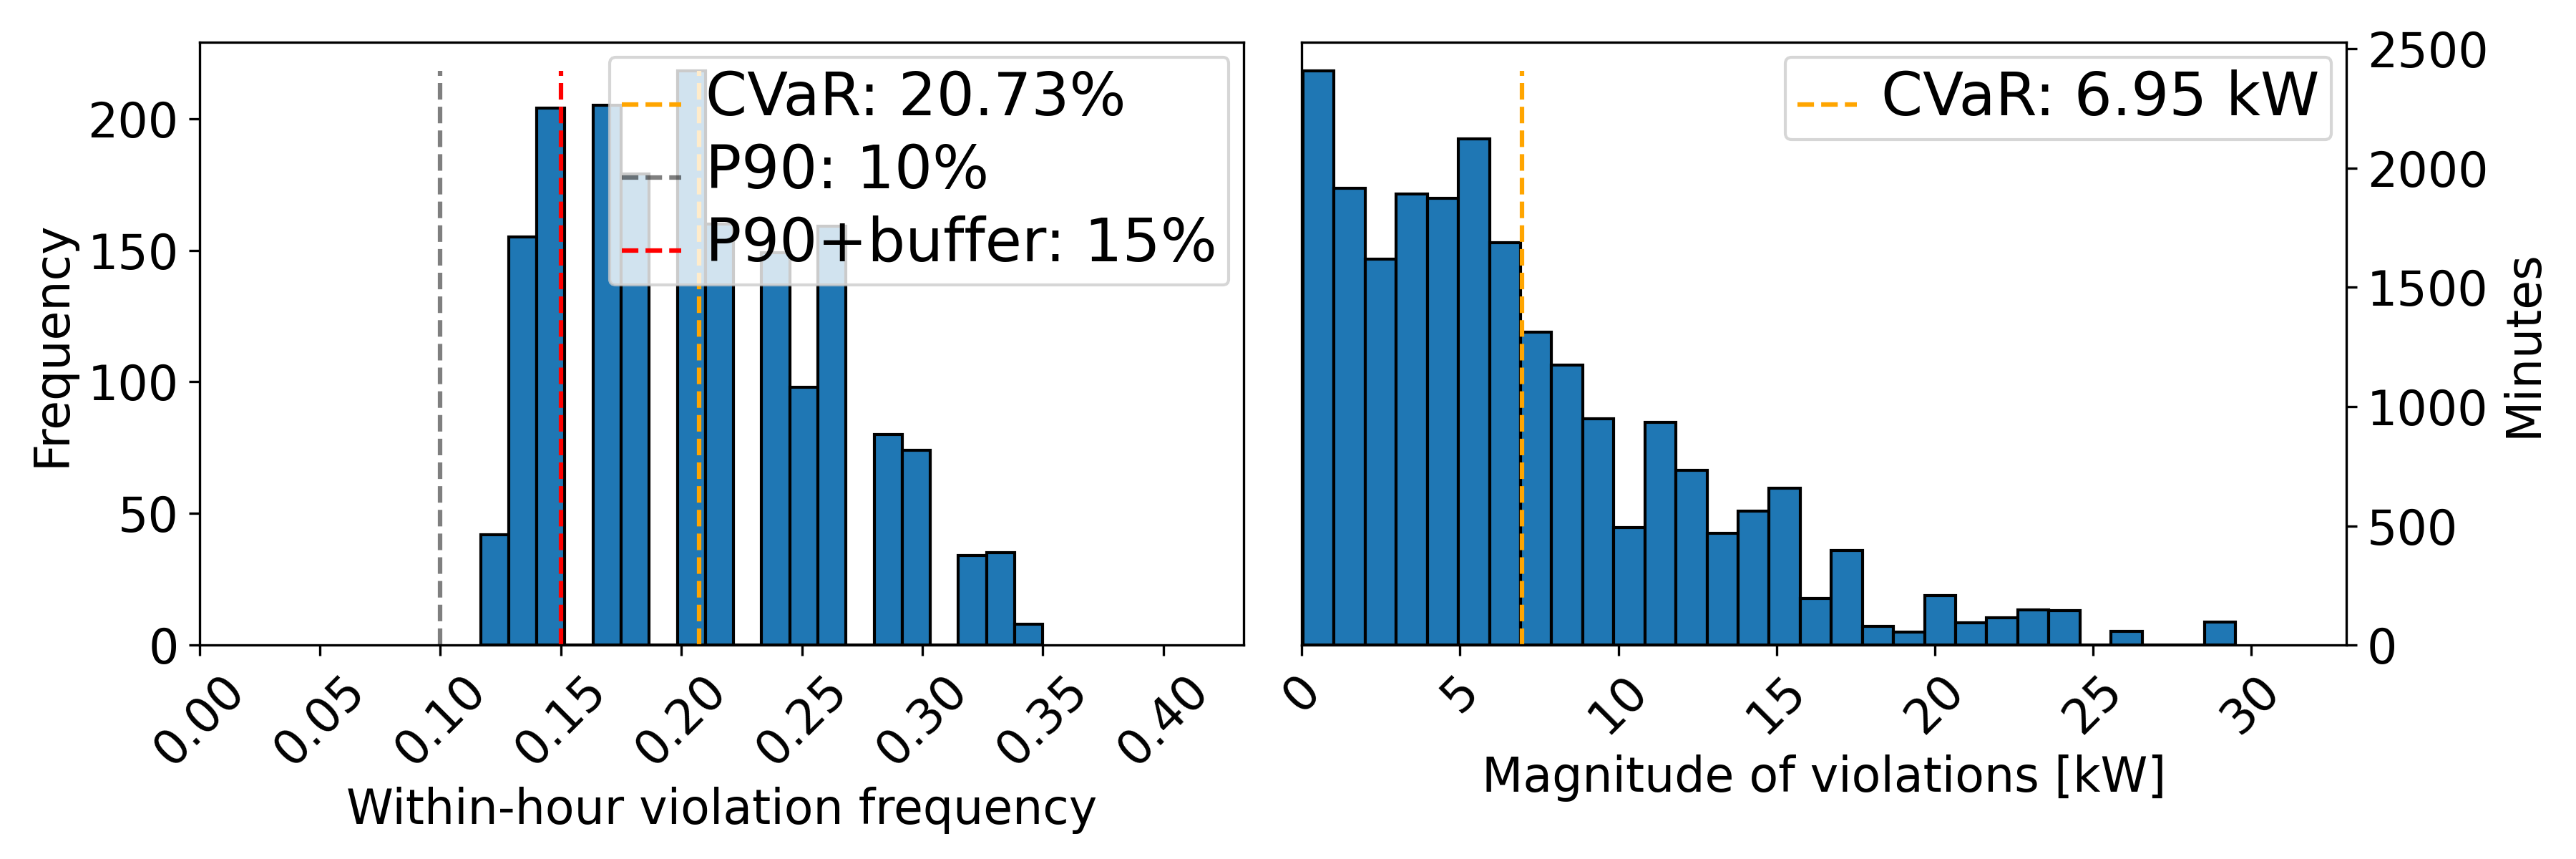 CVaR: 20.73%
P90: 10%
P90+buffer: 15%
Frequency
200
150
100
50
0
0.00 0.05 0.10 0.15 0.20 0.25 0.30 0.35 0.40
Within-hour violation frequency
CVaR: 6.95 kW
2500
2000
1500
1000
500
0
Minutes
0 5 10 15 20 25 30
Magnitude of violations [kW]